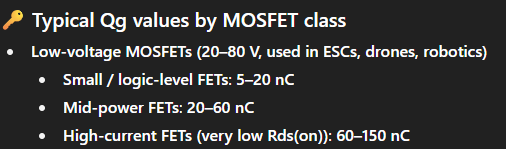 🔑 Typical Qg values by MOSFET class
• Low-voltage MOSFETs (20–80 V, used in ESCs, drones, robotics)
• Small / logic-level FETs: 5–20 nC
• Mid-power FETs: 20–60 nC
• High-current FETs (very low Rds(on)): 60–150 nC